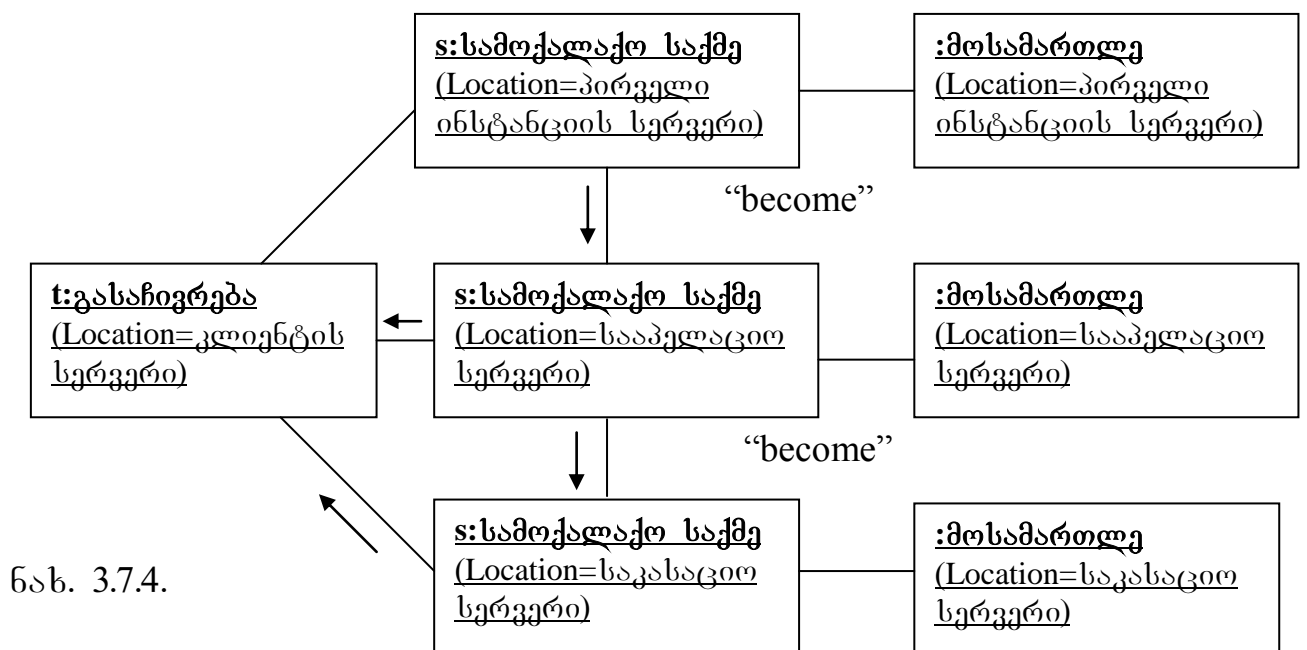 s:სამოქალაქო საქმე
(Location=პირველი
ინსტანციის სერვერი)
:მოსამართლე
(Location=პირველი
ინსტანციის სერვერი)
“become”
t:გასაჩივრება
(Location=კლიენტის
სერვერი)
s:სამოქალაქო საქმე
(Location=სააპელაციო
სერვერი)
:მოსამართლე
(Location=სააპელაციო
სერვერი)
“become”
s:სამოქალაქო საქმე
(Location=საკასაციო
სერვერი)
:მოსამართლე
(Location=საკასაციო
სერვერი)
ნახ. 3.7.4.